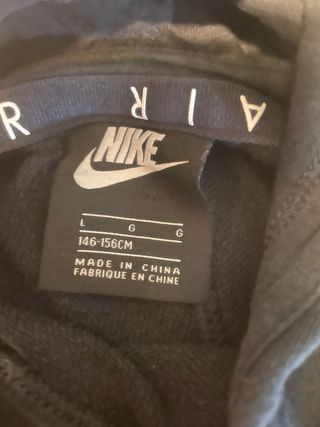 R AIR
NIKE
L G G
146-156CM
MADE IN CHINA
FABRIQUE EN CHINE